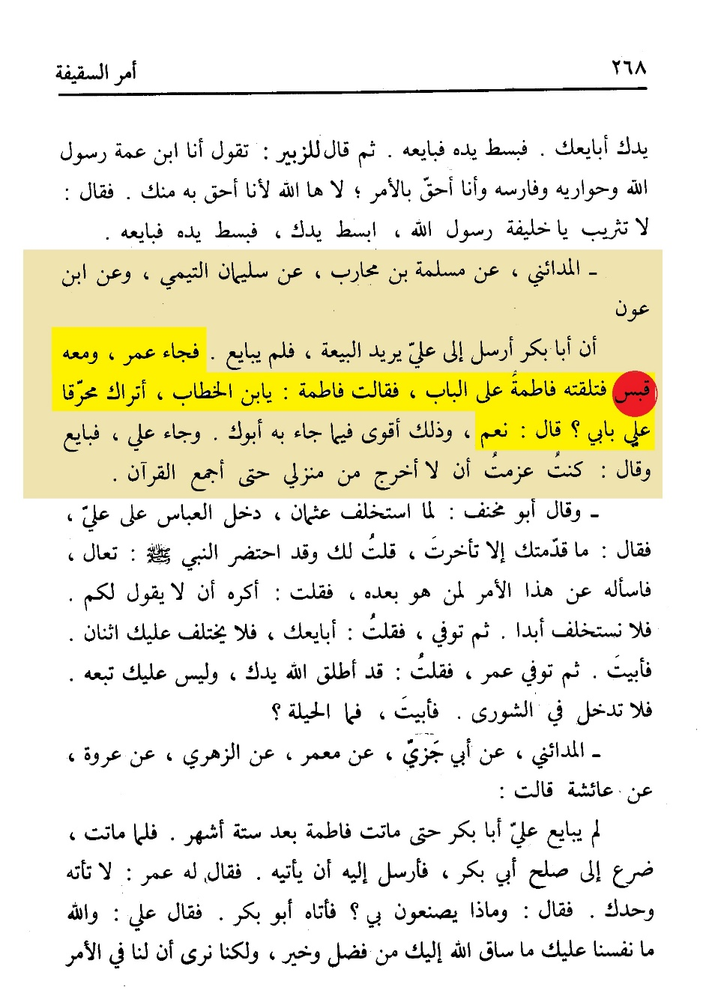 ٢٦٨
أمر السقيفة
يدك أبايعك . فبسط يده فبايعه . ثم قال للزبير : تقول أنا ابن عمة رسول
الله وحواريه وفارسه وأنا أحقّ بالأمر ؛ لا ها الله لأنا أحق به منك . فقال :
لا تثريب يا خليفة رسول الله ، ابسط يدك ، فبسط يده فبايعه .
ـ المدائني ، عن مسلمة بن محارب ، عن سليمان التيمي ، وعن ابن
عون
أن أبا بكر أرسل إلى عليّ يريد البيعة ، فلم يبايع . فجاء عمر ، ومعه
قبس فتلقته فاطمةُ على الباب ، فقالت فاطمة : يابن الخطاب ، أتراك محرّقا
عليّ بابي ؟ قال : نعم ، وذلك أقوى فيما جاء به أبوك . وجاء علي ، فبايع
وقال : كنتُ عزمتُ أن لا أخرج من منزلي حتى أجمع القرآن .
ـ وقال أبو مخنف : لما استخلف عثمان ، دخل العباس على عليّ ،
فقال : ما قدّمتك إلا تأخرتَ ، قلتُ لك وقد احتضر النبي ﷺ : تعال ،
فاسأله عن هذا الأمر لمن هو بعده ، فقلت : أكره أن لا يقول لكم .
فلا نستخلف أبدا . ثم توفي ، فقلتُ : أبايعك ، فلا يختلف عليك اثنان .
فأبيتَ . ثم توفي عمر ، فقلتُ : قد أطلق الله يدك ، وليس عليك تبعه .
فلا تدخل في الشورى . فأبيتَ ، فما الحيلة ؟
ـ المدائني ، عن أبي جَزيّ ، عن معمر ، عن الزهري ، عن عروة ،
عن عائشة قالت :
لم يبايع عليّ أبا بكر حتى ماتت فاطمة بعد ستة أشهر . فلما ماتت ،
ضرع إلى صلح أبي بكر ، فأرسل إليه أن يأتيه . فقال له عمر : لا تأته
وحدك . فقال : وماذا يصنعون بي ؟ فأتاه أبو بكر . فقال علي : والله
ما نفسنا عليك ما ساق الله إليك من فضل وخير ، ولكنا نرى أن لنا في الأمر